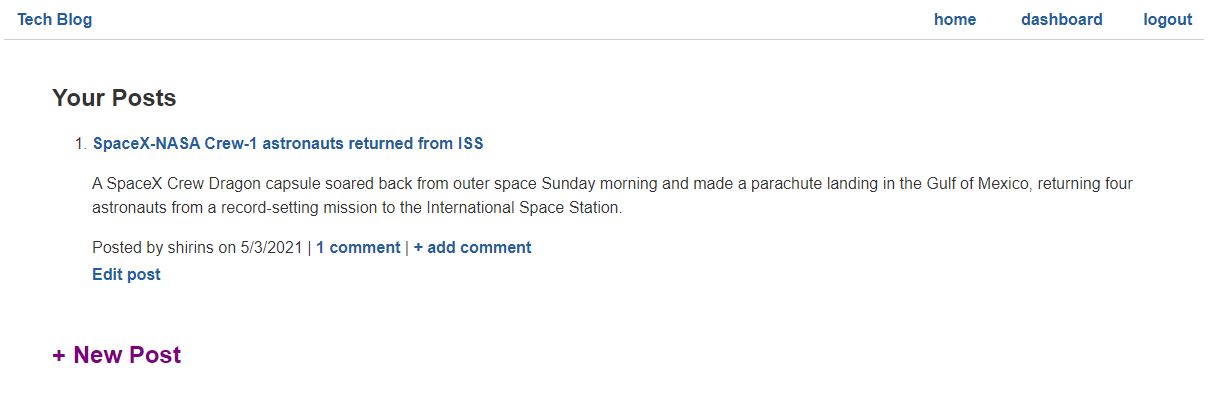 Tech Blog home dashboard logout
Your Posts
1. SpaceX-NASA Crew-1 astronauts returned from ISS
A SpaceX Crew Dragon capsule soared back from outer space Sunday morning and made a parachute landing in the Gulf of Mexico, returning four
astronauts from a record-setting mission to the International Space Station.
Posted by shirins on 5/3/2021 | 1 comment | + add comment
Edit post
+ New Post